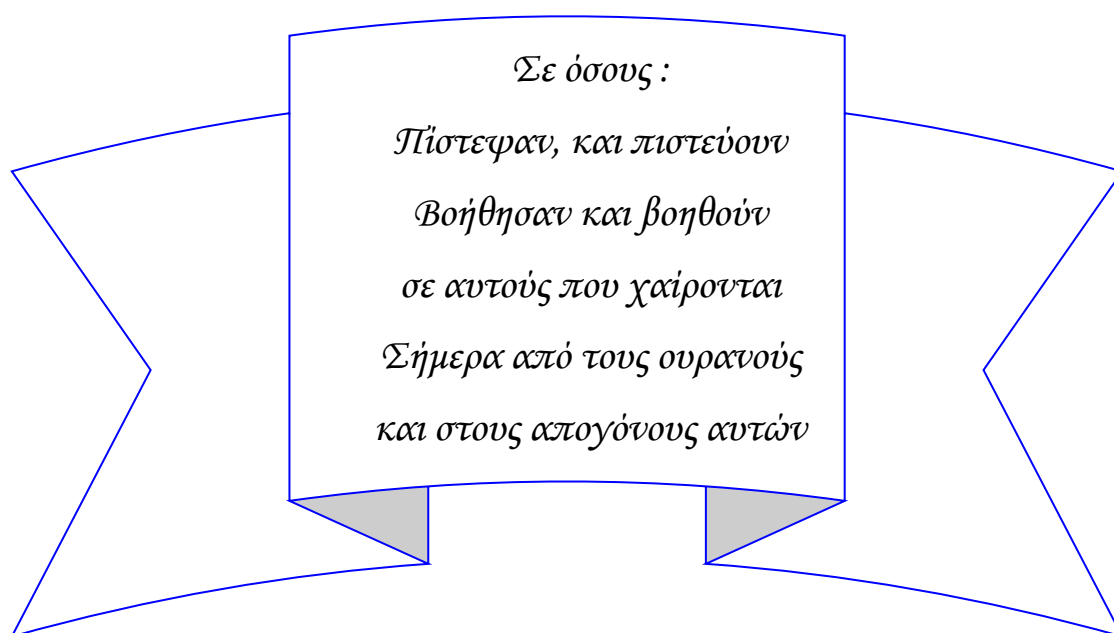 Σε όσους :
Πίστεψαν, και πιστεύουν
Βοήθησαν και βοηθούν
σε αυτούς που χαίρονται
Σήμερα από τους ουρανούς
και στους απογόνους αυτών